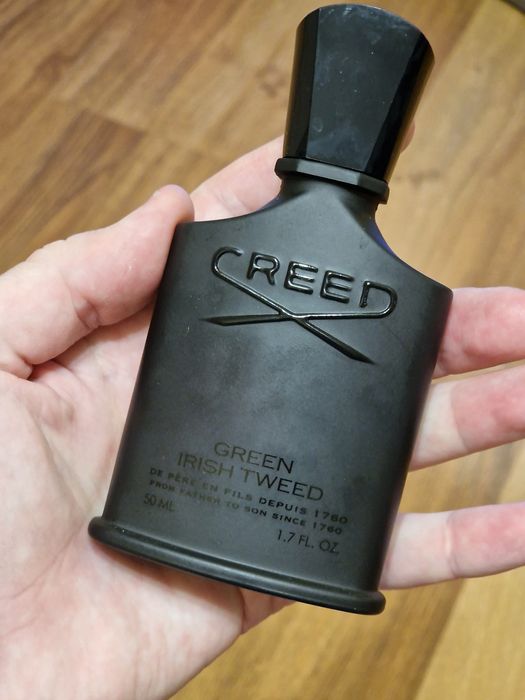 CREED
GREEN
IRISH TWEED
DE PÈRE EN FILS DEPUIS 1760
FROM FATHER TO SON SINCE 1760
50 ML
1.7 FL. OZ.